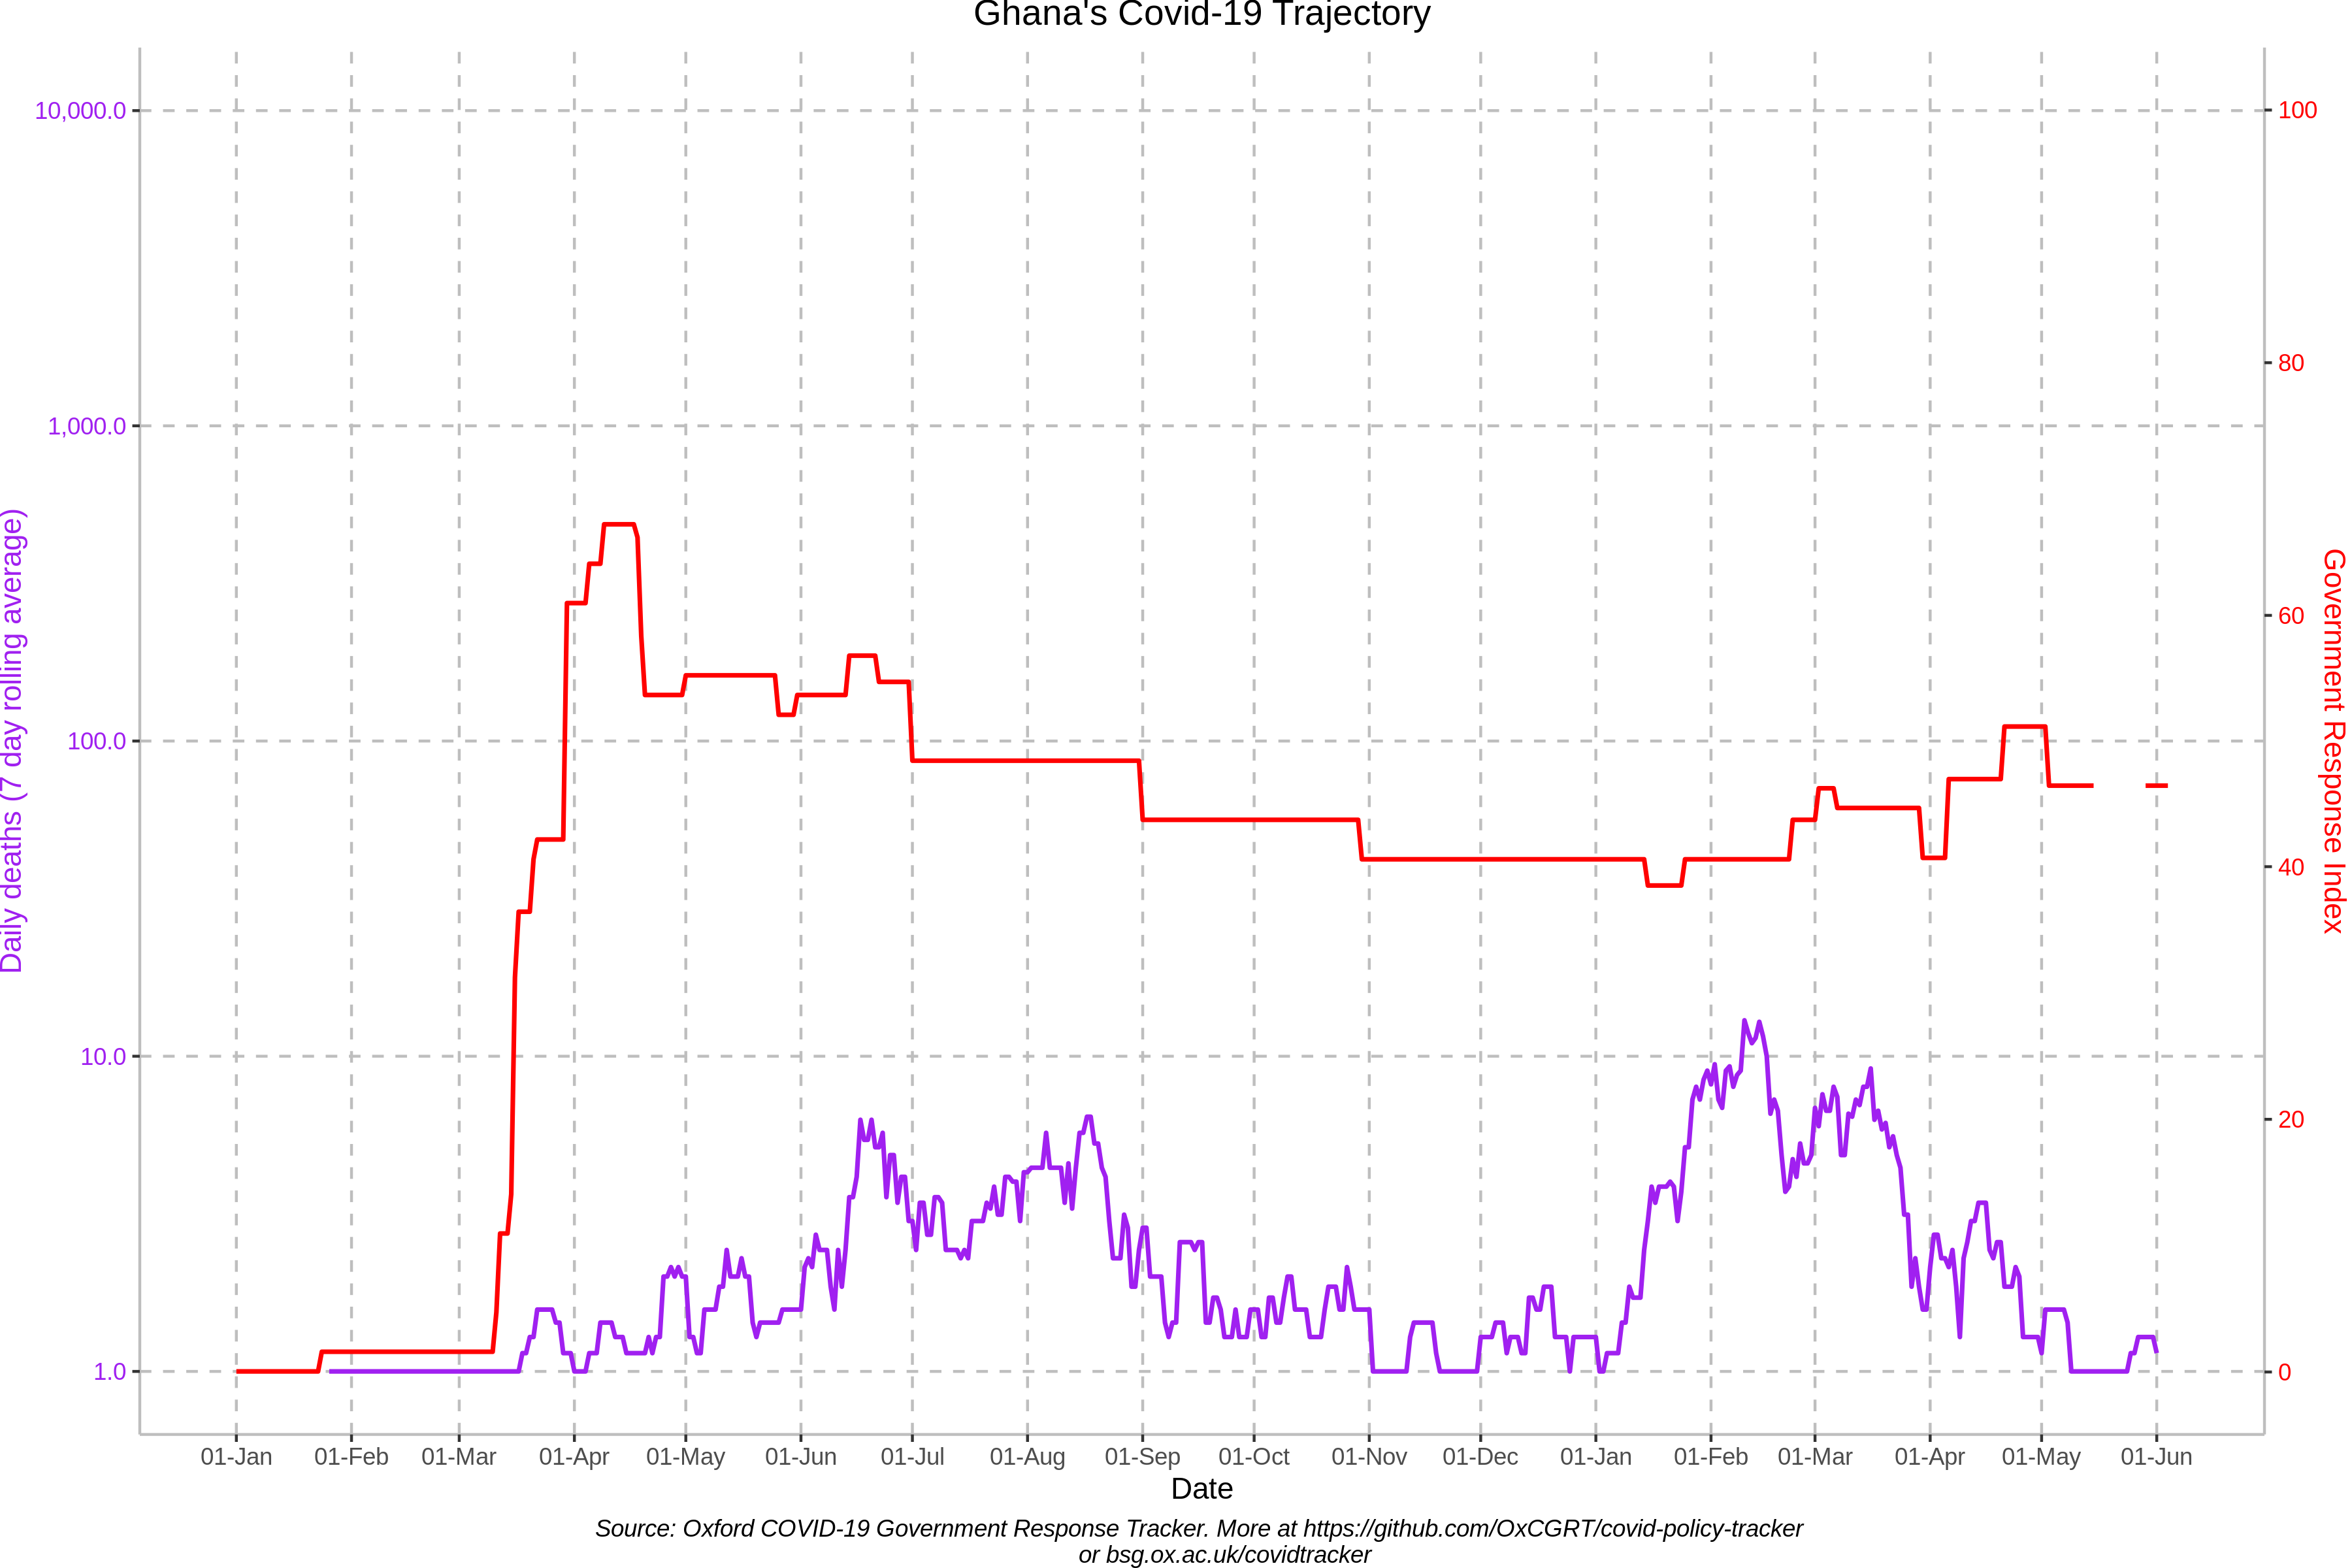 Ghana's Covid-19 Trajectory
10,000.0
1,000.0
100.0
10.0
1.0
Daily deaths (7 day rolling average)
100
80
60
40
20
0
Government Response Index
01-Jan 01-Feb 01-Mar 01-Apr 01-May 01-Jun 01-Jul 01-Aug 01-Sep 01-Oct 01-Nov 01-Dec 01-Jan 01-Feb 01-Mar 01-Apr 01-May 01-Jun
Date
Source: Oxford COVID-19 Government Response Tracker. More at https://github.com/OxCGRT/covid-policy-tracker
or bsg.ox.ac.uk/covidtracker